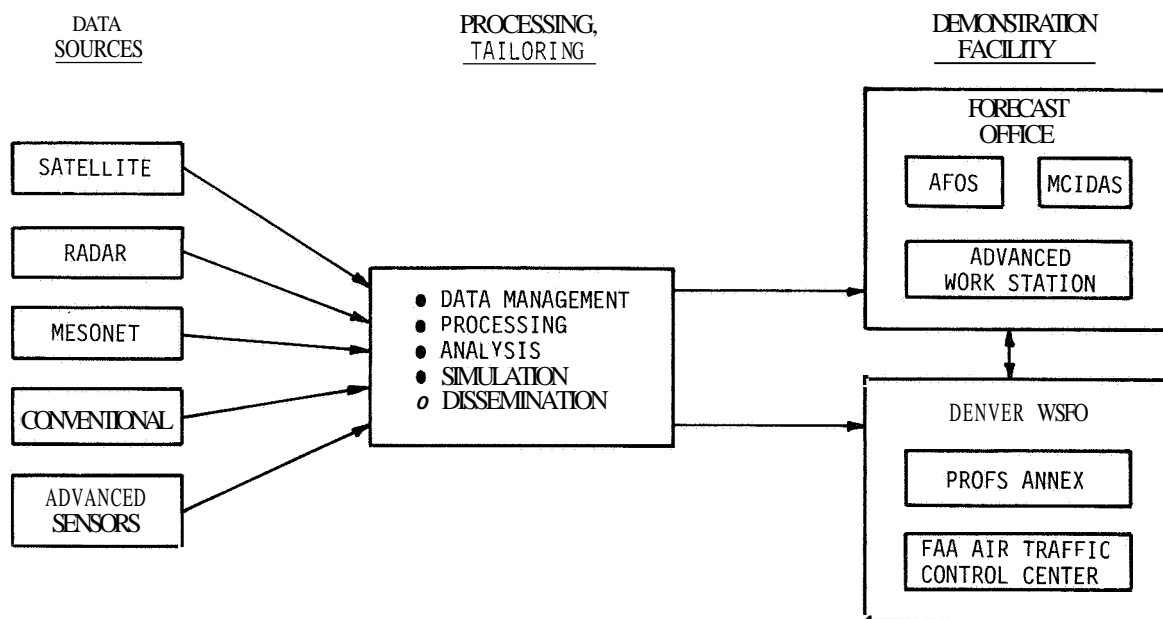 DATA
SOURCES
PROCESSING,
TAILORING
DEMONSTRATION
FACILITY
SATELLITE
RADAR
MESONET
CONVENTIONAL
ADVANCED
SENSORS
● DATA MANAGEMENT
● PROCESSING
● ANALYSIS
● SIMULATION
o DISSEMINATION
FORECAST
OFFICE
AFOS
MCIDAS
ADVANCED
WORK STATION
DENVER WSFO
PROFS ANNEX
FAA AIR TRAFFIC
CONTROL CENTER